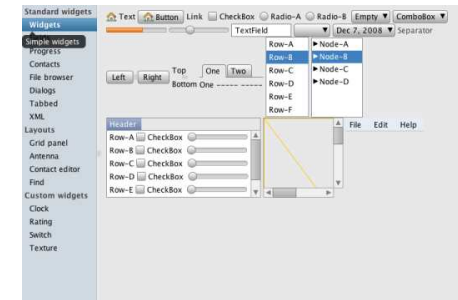 Standard widgets
Widgets
Simple widgets
Progress
Contacts
File browser
Dialogs
Tabbed
XML
Layouts
Grid panel
Antenna
Contact editor
Find
Custom widgets
Clock
Rating
Switch
Texture
Text Button Link CheckBox Radio-A Radio-B Empty ComboBox
TextField Dec 7, 2008 Separator
Left Right Top Bottom One Two
One
Row-A
Row-B
Row-C
Row-D
Row-E
Row-F
Node-A
Node-B
Node-C
Node-D
Header
Row-A CheckBox
Row-B CheckBox
Row-C CheckBox
Row-D CheckBox
Row-E CheckBox
File Edit Help